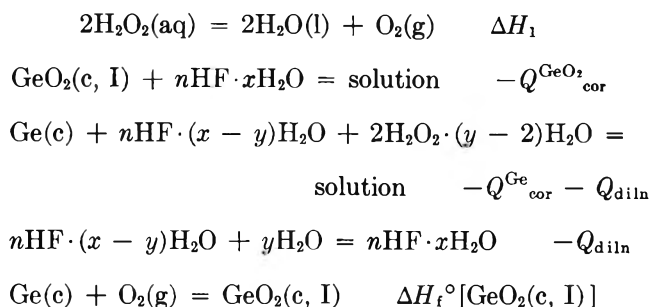 2H₂O₂(aq) = 2H₂O(l) + O₂(g) ΔH₁
GeO₂(c, I) + nHF·xH₂O = solution −Q^GeO₂_cor
Ge(c) + nHF·(x − y)H₂O + 2H₂O₂·(y − 2)H₂O =
solution −Q^Ge_cor − Q_diln
nHF·(x − y)H₂O + yH₂O = nHF·xH₂O −Q_diln
Ge(c) + O₂(g) = GeO₂(c, I) ΔH_f°[GeO₂(c, I)]